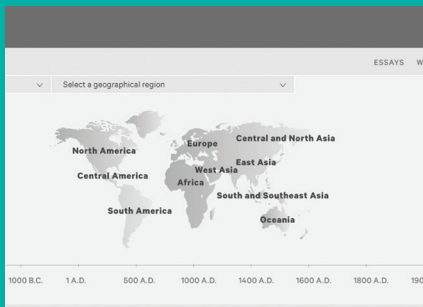 ESSAYS W
Select a geographical region
North America
Europe
Central and North Asia
West Asia
East Asia
Central America
Africa
South and Southeast Asia
South America
Oceania
1000 B.C. 1 A.D. 500 A.D. 1000 A.D. 1400 A.D. 1600 A.D. 1800 A.D. 190